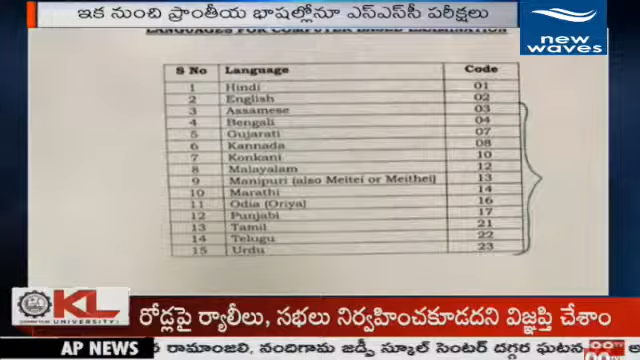 ఇక నుంచి ప్రాంతీయ భాషల్లోనూ ఎస్ఎస్‌సీ పరీక్షలు
new waves
LANGUAGES FOR COMPUTER BASED EXAMINATION
S No Language Code
1 Hindi 01
2 English 02
3 Assamese 03
4 Bengali 04
5 Gujarati 07
6 Kannada 08
7 Konkani 10
8 Malayalam 12
9 Manipuri (also Meitei or Meithei) 13
10 Marathi 14
11 Odia (Oriya) 16
12 Punjabi 17
13 Tamil 21
14 Telugu 22
15 Urdu 23
KL
UNIVERSITY
రోడ్లపై ర్యాలీలు, సభలు నిర్వహించకూడదని విజ్ఞప్తి చేశాం
AP NEWS రామాంజలి, నందిగామ జడ్పీ స్కూల్ సెంటర్ దగ్గర ఘటన